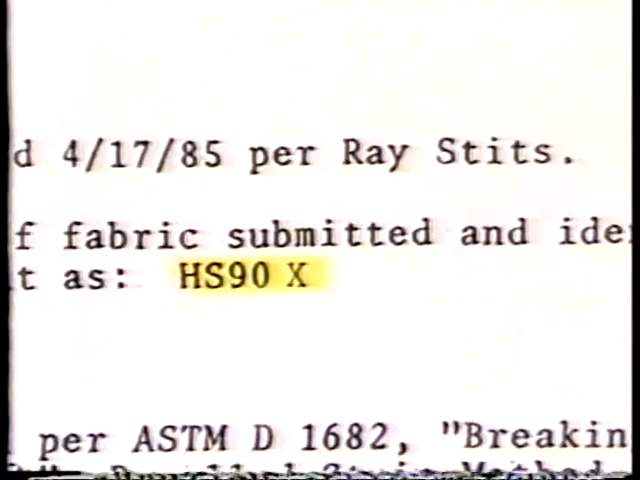 d 4/17/85 per Ray Stits.
f fabric submitted and ide
t as: HS90 X
per ASTM D 1682, "Breakin